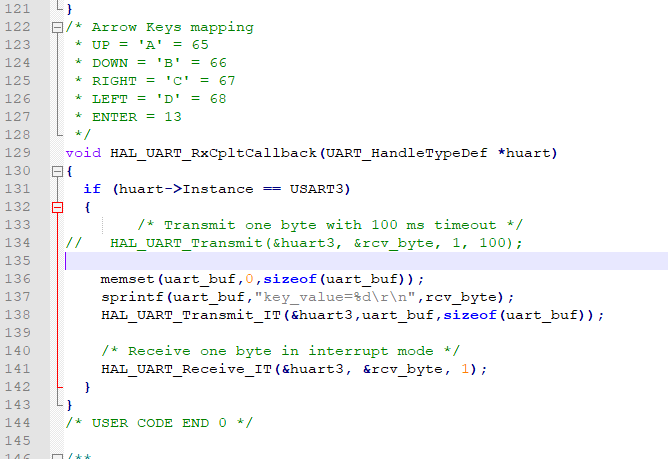 121 }
122 /* Arrow Keys mapping
123 * UP = 'A' = 65
124 * DOWN = 'B' = 66
125 * RIGHT = 'C' = 67
126 * LEFT = 'D' = 68
127 * ENTER = 13
128 */
129 void HAL_UART_RxCpltCallback(UART_HandleTypeDef *huart)
130 {
131 if (huart->Instance == USART3)
132 {
133 /* Transmit one byte with 100 ms timeout */
134 // HAL_UART_Transmit(&huart3, &rcv_byte, 1, 100);
135
136 memset(uart_buf,0,sizeof(uart_buf));
137 sprintf(uart_buf,"key_value=%d\r\n",rcv_byte);
138 HAL_UART_Transmit_IT(&huart3,uart_buf,sizeof(uart_buf));
139
140 /* Receive one byte in interrupt mode */
141 HAL_UART_Receive_IT(&huart3, &rcv_byte, 1);
142 }
143 }
144 /* USER CODE END 0 */
145
146 /**